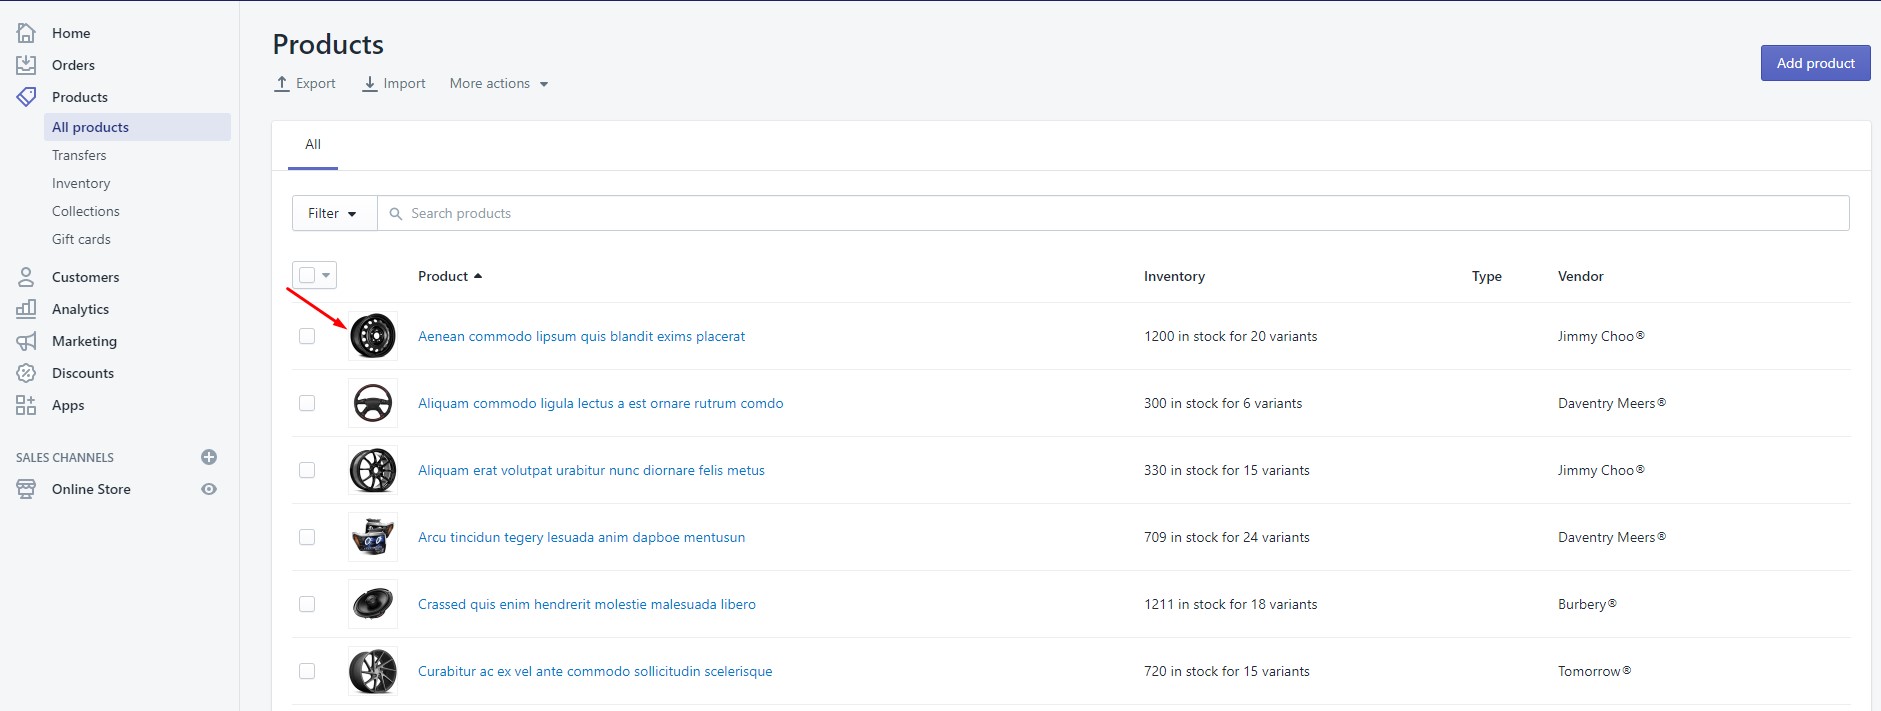 Home
Orders
Products
All products
Transfers
Inventory
Collections
Gift cards
Customers
Analytics
Marketing
Discounts
Apps
SALES CHANNELS
Online Store
Products
Export Import More actions
Add product
All
Filter Search products
Product Inventory Type Vendor
Aenean commodo lipsum quis blandit exims placerat 1200 in stock for 20 variants Jimmy Choo®
Aliquam commodo ligula lectus a est ornare rutrum comdo 300 in stock for 6 variants Daventry Meers®
Aliquam erat volutpat urabitur nunc diornare felis metus 330 in stock for 15 variants Jimmy Choo®
Arcu tincidun tegery lesuada anim dapboe mentusun 709 in stock for 24 variants Daventry Meers®
Crassed quis enim hendrerit molestie malesuada libero 1211 in stock for 18 variants Burbery®
Curabitur ac ex vel ante commodo sollicitudin scelerisque 720 in stock for 15 variants Tomorrow®